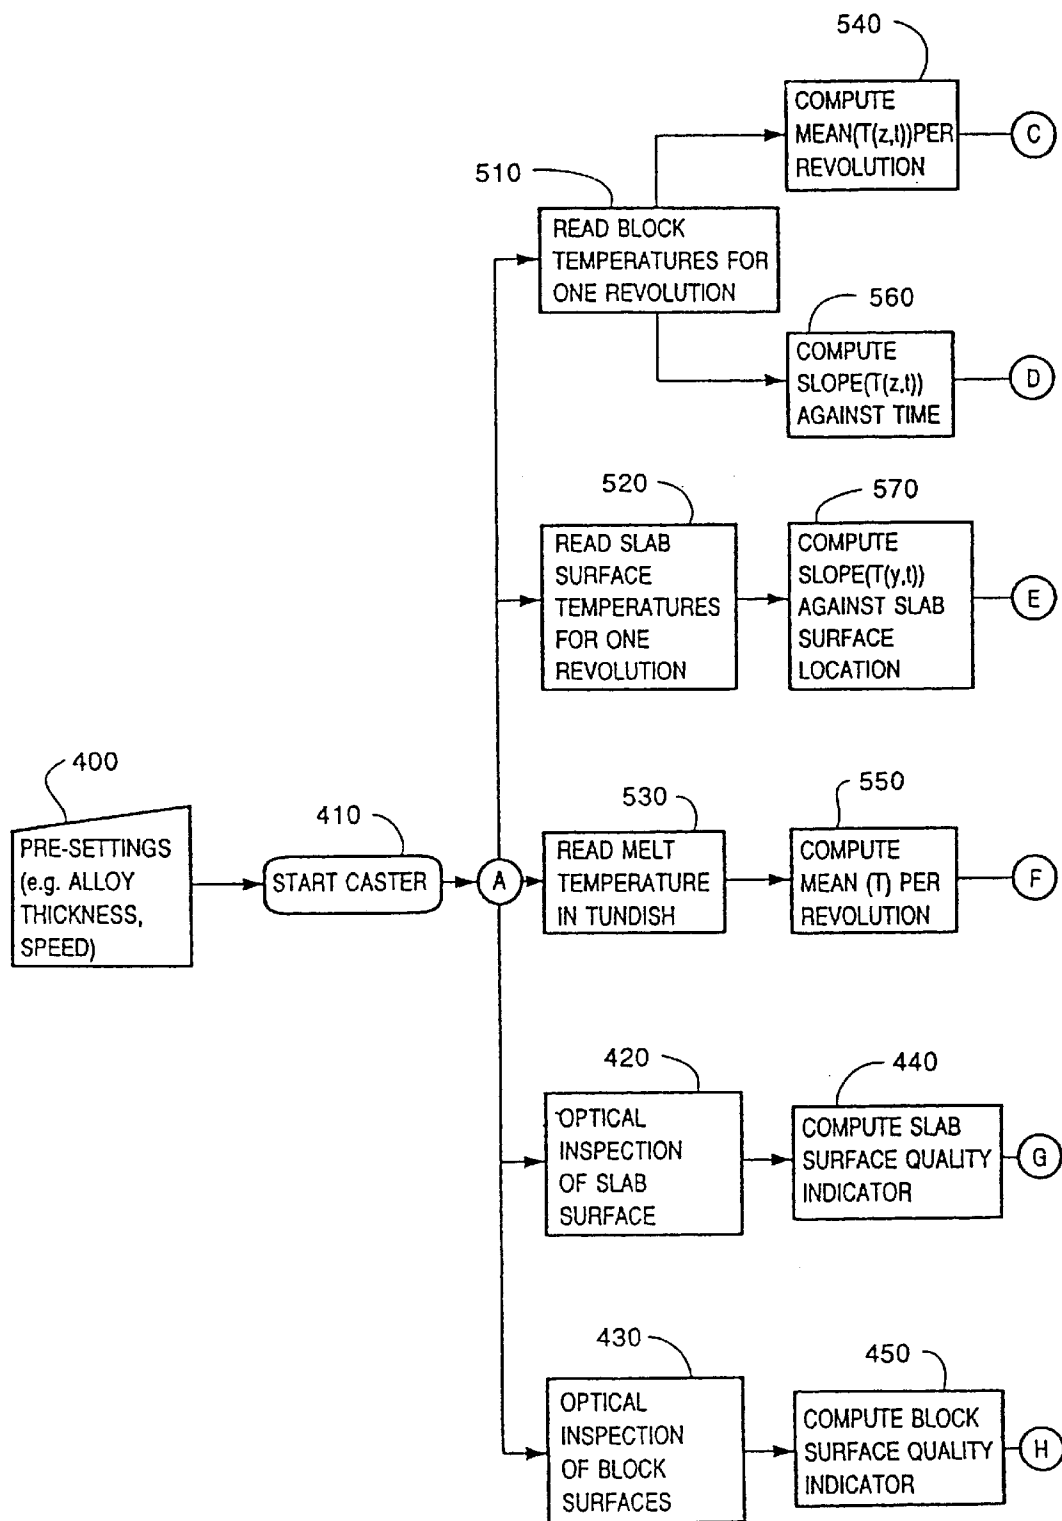 540
COMPUTE
MEAN(T(z,t))PER
REVOLUTION
C
510
READ BLOCK
TEMPERATURES FOR
ONE REVOLUTION
560
COMPUTE
SLOPE(T(z,t))
AGAINST TIME
D
520
READ SLAB
SURFACE
TEMPERATURES
FOR ONE
REVOLUTION
570
COMPUTE
SLOPE(T(y,t))
AGAINST SLAB
SURFACE
LOCATION
E
400
PRE-SETTINGS
(e.g. ALLOY
THICKNESS,
SPEED)
410
START CASTER
A
530
READ MELT
TEMPERATURE
IN TUNDISH
550
COMPUTE
MEAN (T) PER
REVOLUTION
F
420
OPTICAL
INSPECTION
OF SLAB
SURFACE
440
COMPUTE SLAB
SURFACE QUALITY
INDICATOR
G
430
OPTICAL
INSPECTION
OF BLOCK
SURFACES
450
COMPUTE BLOCK
SURFACE QUALITY
INDICATOR
H